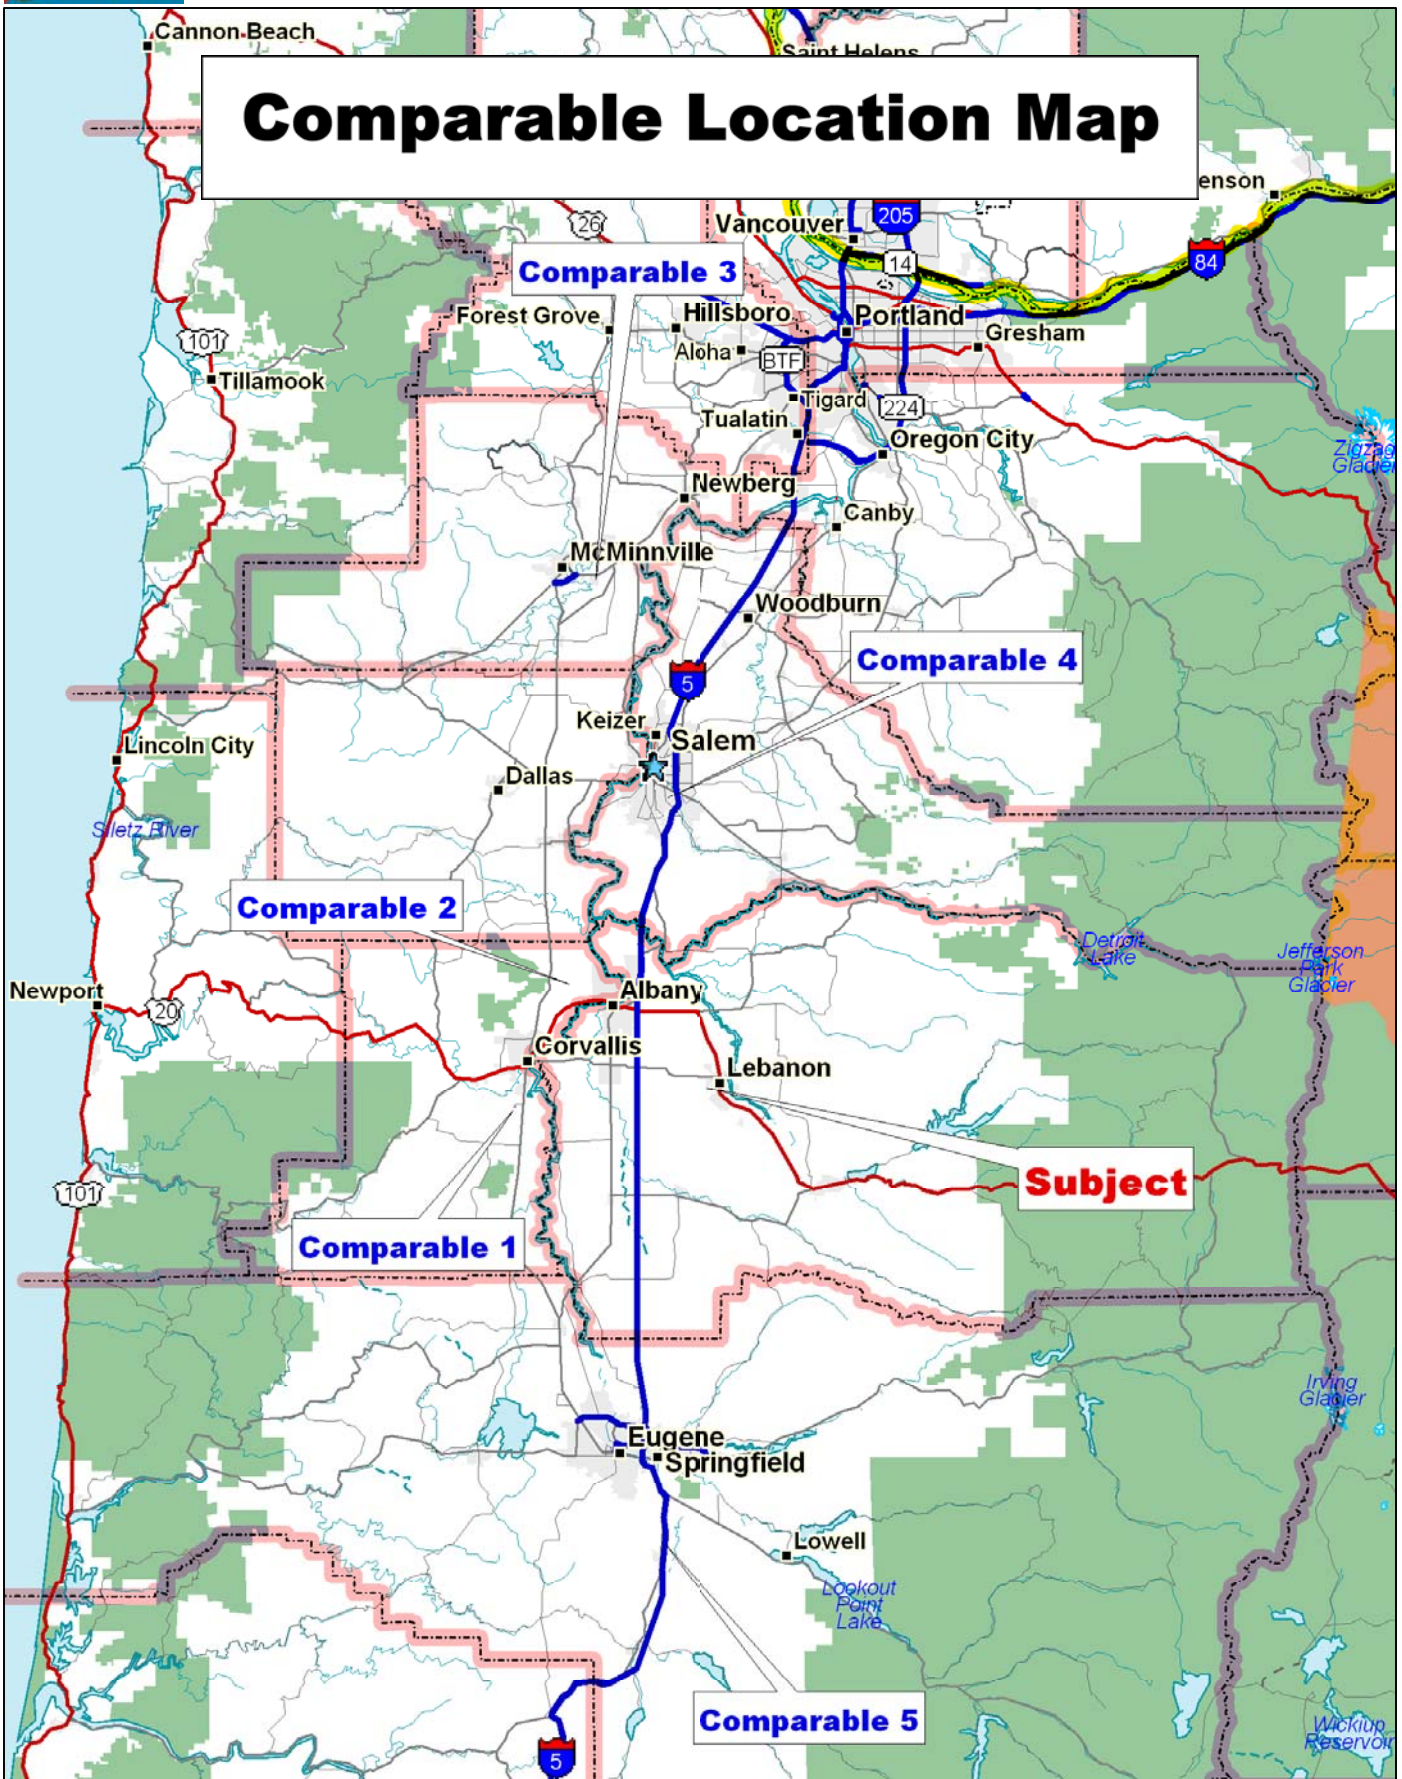 Cannon Beach
Saint Helens
Comparable Location Map
enson
26
205
Vancouver
14
84
Comparable 3
Forest Grove
Hillsboro
Portland
Gresham
101
Aloha
BTF
Tillamook
Tigard
224
Tualatin
Oregon City
Zigzag
Glacier
Newberg
Canby
McMinnville
Woodburn
Comparable 4
5
Keizer
Salem
Lincoln City
Dallas
Siletz River
Comparable 2
Detroit
Lake
Jefferson
Park
Glacier
Newport
20
Albany
Corvallis
Lebanon
Subject
101
Comparable 1
Irving
Glacier
Eugene
Springfield
Lowell
Lookout
Point
Lake
Comparable 5
Wickiup
Reservoir
5